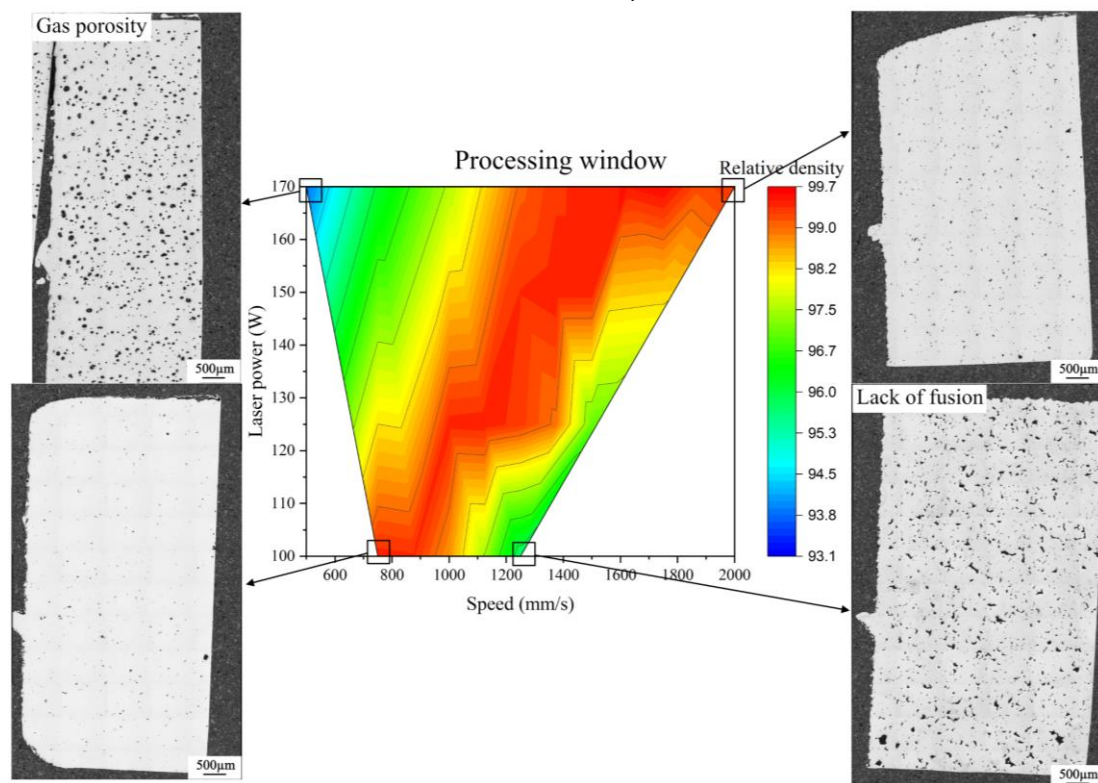 Gas porosity
500μm
Processing window
Relative density
170
160
150
140
130
120
110
100
Laser power (W)
600
800
1000
1200
1400
1600
1800
2000
Speed (mm/s)
99.7
99.0
98.2
97.5
96.7
96.0
95.3
94.5
93.8
93.1
500μm
500μm
Lack of fusion
500μm